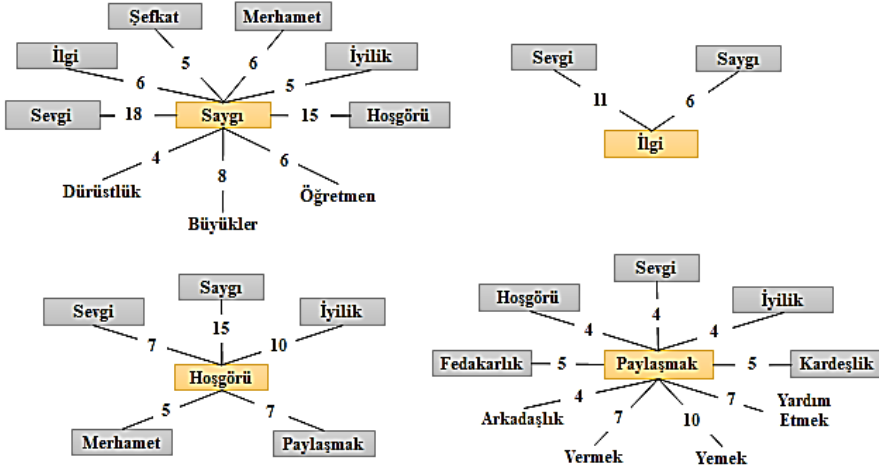 Şefkat
Merhamet
İlgi
5
6
İyilik
6
5
Sevgi
18
Saygı
15
Hoşgörü
4
8
6
Dürüstlük
Büyükler
Öğretmen
Sevgi
Saygı
11
6
İlgi
Saygı
Sevgi
İyilik
15
7
10
Hoşgörü
5
7
Merhamet
Paylaşmak
Sevgi
Hoşgörü
İyilik
4
4
4
Fedakarlık
5
Paylaşmak
5
Kardeşlik
4
7
10
7
Arkadaşlık
Vermek
Yemek
Yardım
Etmek